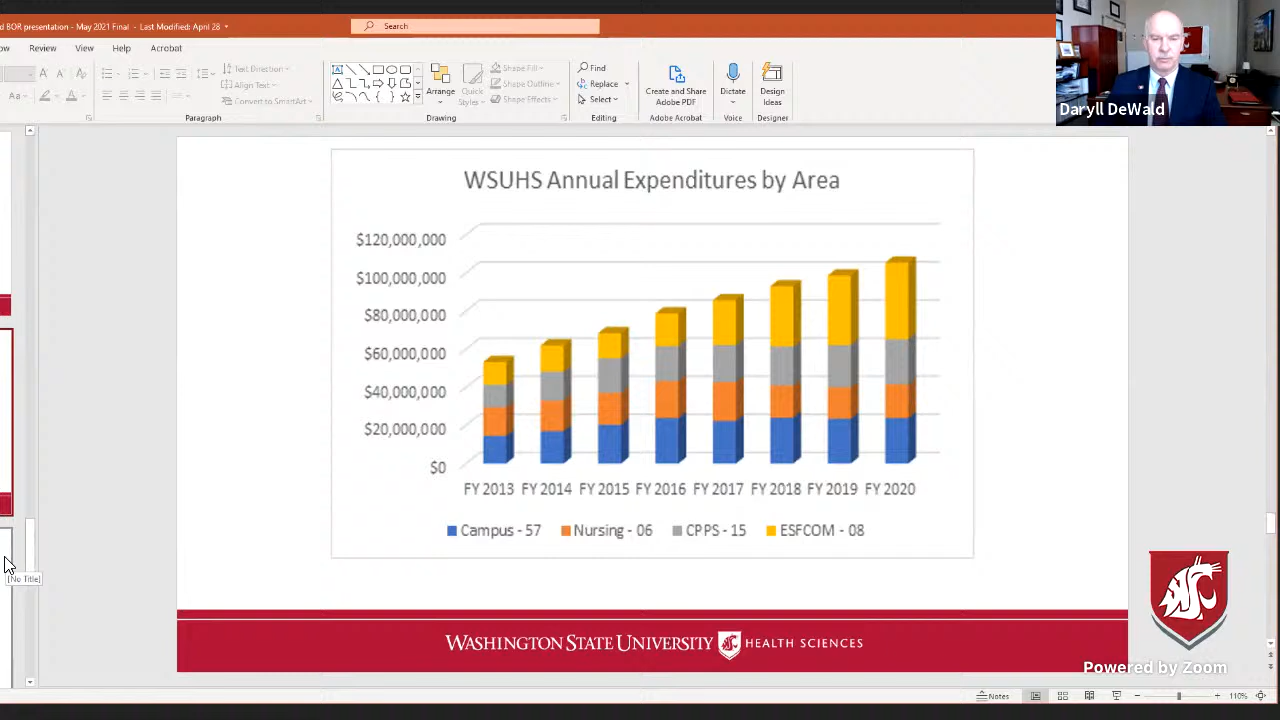 d BOR presentation - May 2021 Final - Last Modified: April 28
Search
ow Review View Help Acrobat
Text Direction
Align Text
Convert to SmartArt
Aa
Paragraph
Arrange
Quick Styles
Shape Fill
Shape Outline
Shape Effects
Drawing
Find
Replace
Select
Editing
Create and Share Adobe PDF
Adobe Acrobat
Dictate
Voice
Design Ideas
Designer
Daryll DeWald
WSUHS Annual Expenditures by Area
$120,000,000
$100,000,000
$80,000,000
$60,000,000
$40,000,000
$20,000,000
$0
FY 2013 FY 2014 FY 2015 FY 2016 FY 2017 FY 2018 FY 2019 FY 2020
Campus - 57 Nursing - 06 CPPS - 15 ESFCOM - 08
[No Title]
WASHINGTON STATE UNIVERSITY HEALTH SCIENCES
Powered by Zoom
Notes
110%